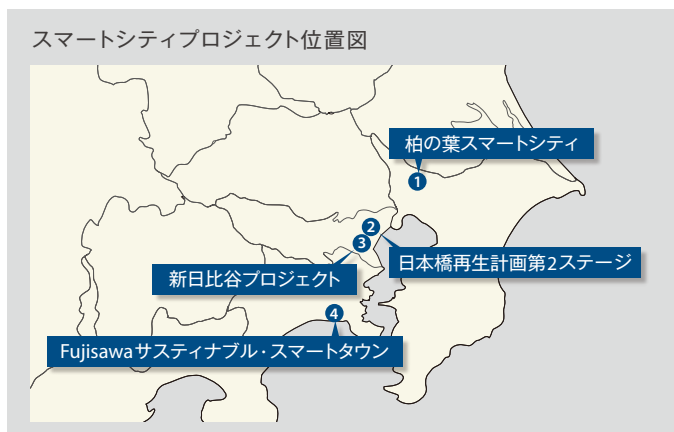 スマートシティプロジェクト位置図
柏の葉スマートシティ
1
2
3
日本橋再生計画第2ステージ
新日比谷プロジェクト
4
Fujisawaサスティナブル・スマートタウン